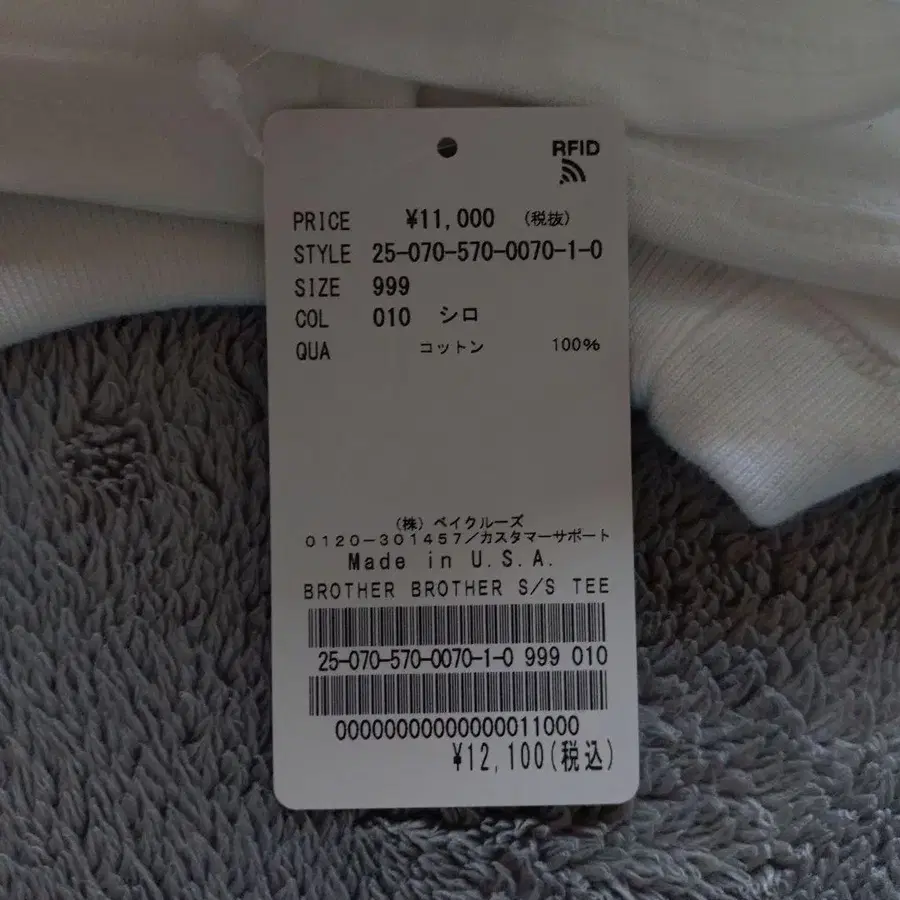 RFID
PRICE ¥11,000 (税抜)
STYLE 25-070-570-0070-1-0
SIZE 999
COL 010 シロ
QUA コットン 100%
(株) ベイクルーズ
0120-301457/カスタマーサポート
Made in U.S.A.
BROTHER BROTHER S/S TEE
25-070-570-0070-1-0 999 010
00000000000000011000
¥12,100(税込)